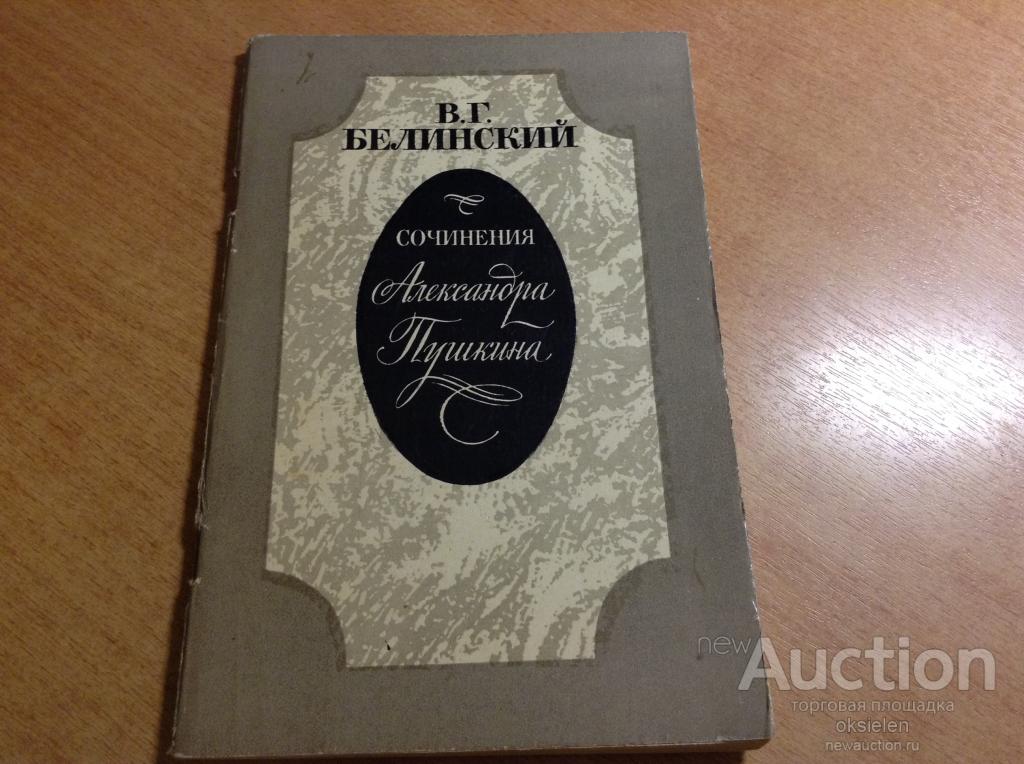 В.Г.
БЕЛИНСКИЙ
СОЧИНЕНИЯ
Александра
Пушкина
newAuction
торговая площадка
oksielen
newauction.ru